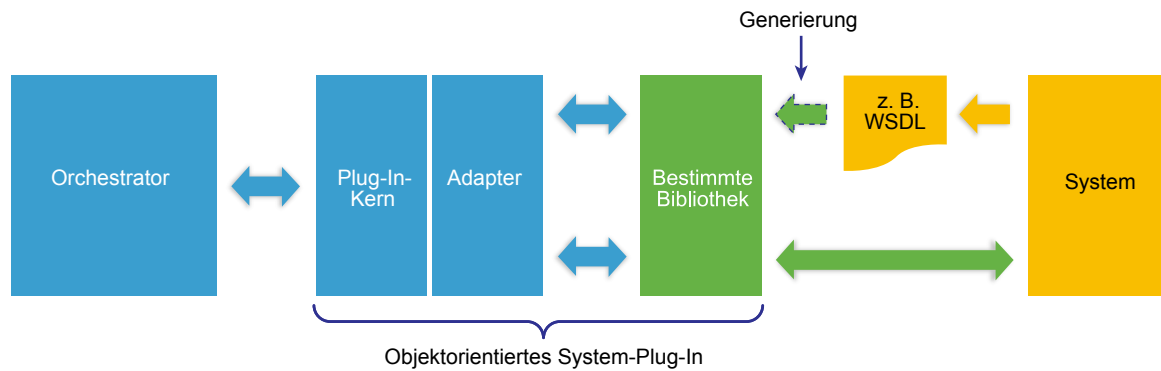 Generierung
Orchestrator
Plug-In-
Kern
Adapter
Bestimmte
Bibliothek
z. B.
WSDL
System
Objektorientiertes System-Plug-In